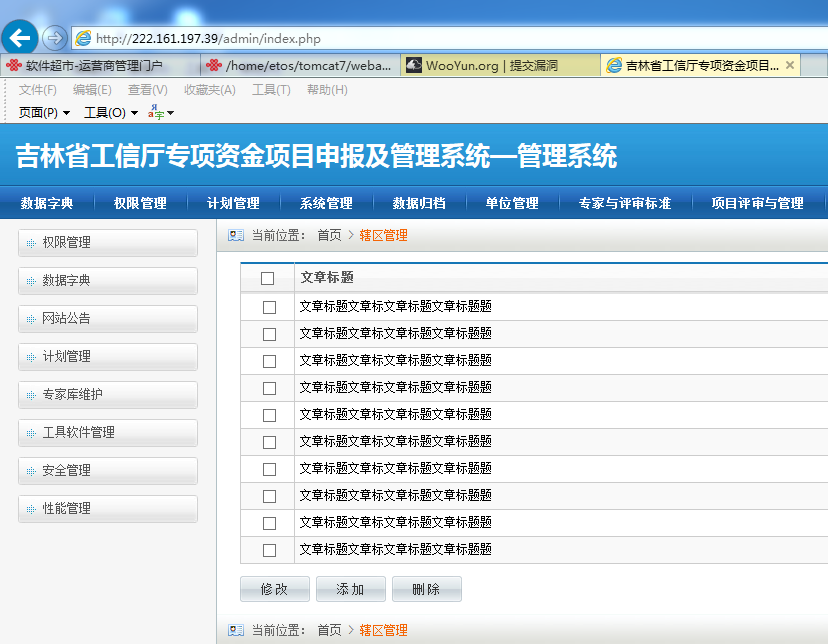 http://222.161.197.39/admin/index.php
软件超市-运营商管理门户 /home/etos/tomcat7/weba... WooYun.org | 提交漏洞 吉林省工信厅专项资金项目...
文件(F) 编辑(E) 查看(V) 收藏夹(A) 工具(T) 帮助(H)
页面(P) 工具(O)
吉林省工信厅专项资金项目申报及管理系统—管理系统
数据字典 权限管理 计划管理 系统管理 数据归档 单位管理 专家与评审标准 项目评审与管理
权限管理
数据字典
网站公告
计划管理
专家库维护
工具软件管理
安全管理
性能管理
当前位置： 首页 > 辖区管理
文章标题
文章标题文章标文章标题文章标题题
文章标题文章标文章标题文章标题题
文章标题文章标文章标题文章标题题
文章标题文章标文章标题文章标题题
文章标题文章标文章标题文章标题题
文章标题文章标文章标题文章标题题
文章标题文章标文章标题文章标题题
文章标题文章标文章标题文章标题题
文章标题文章标文章标题文章标题题
文章标题文章标文章标题文章标题题
修改 添加 删除
当前位置： 首页 > 辖区管理